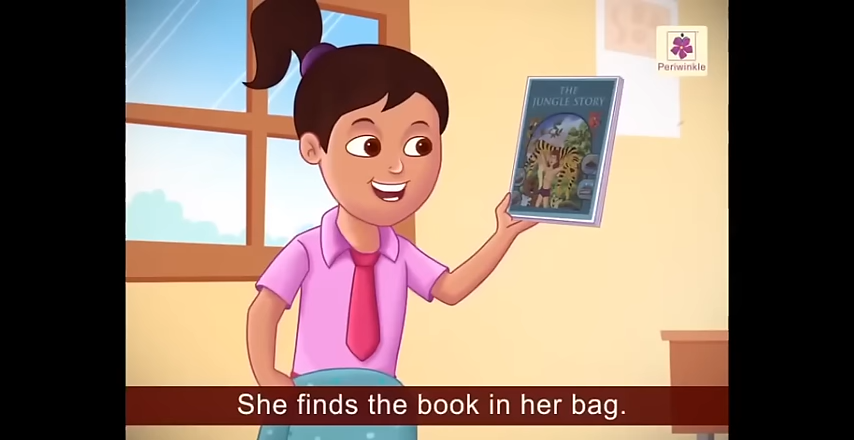 Periwinkle
THE
JUNGLE STORY
She finds the book in her bag.